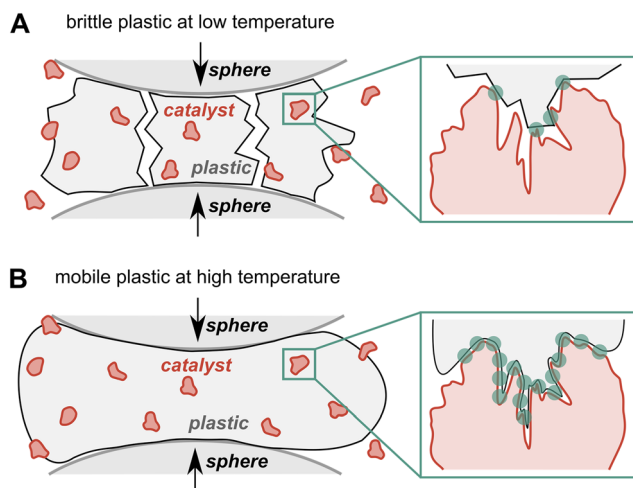 A
brittle plastic at low temperature
sphere
catalyst
plastic
sphere
B
mobile plastic at high temperature
sphere
catalyst
plastic
sphere